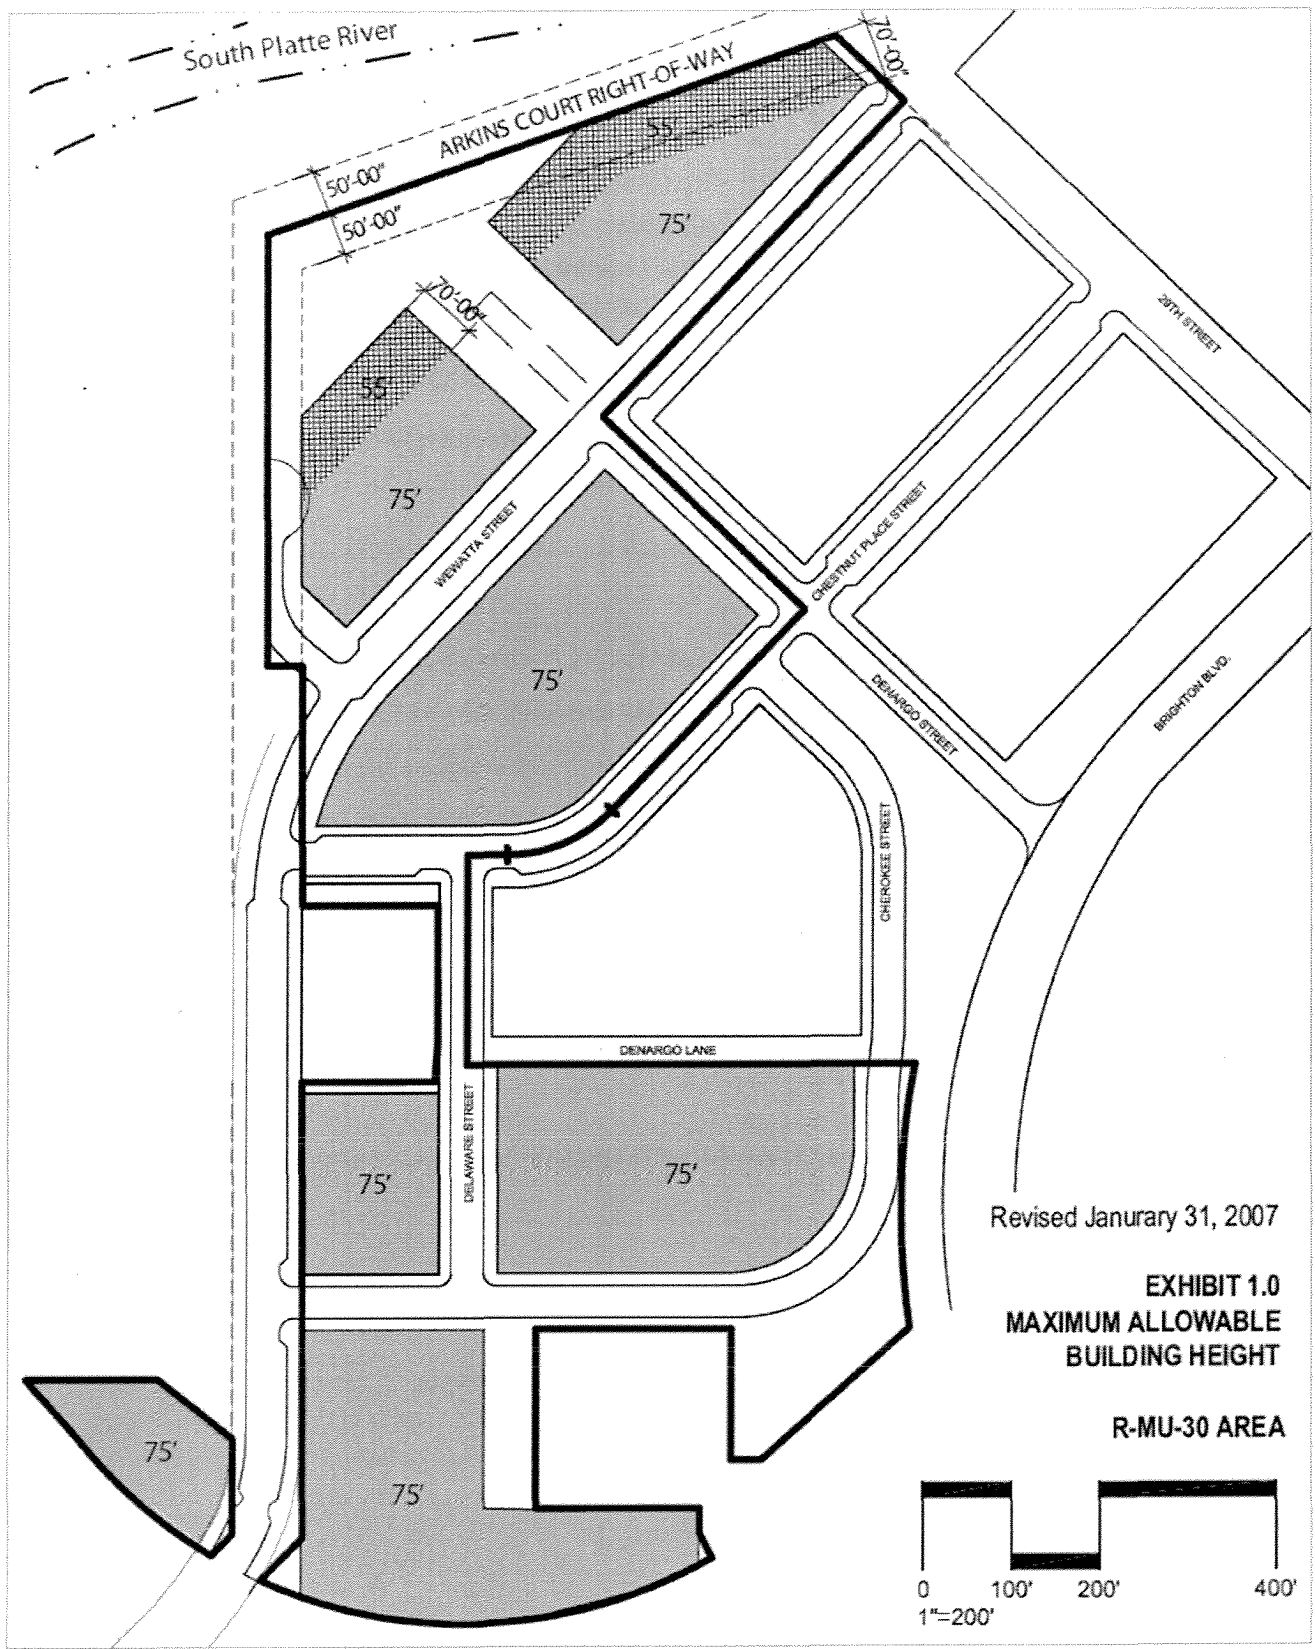 South Platte River
70'-00"
ARKINS COURT RIGHT-OF-WAY
55'
50'-00"
50'-00"
75'
70'-00"
29TH STREET
55'
75'
WEWATTA STREET
CHESTNUT PLACE STREET
75'
DENARGO STREET
BRIGHTON BLVD.
CHEROKEE STREET
DENARGO LANE
DELAWARE STREET
75'
75'
Revised Janurary 31, 2007
EXHIBIT 1.0
MAXIMUM ALLOWABLE
BUILDING HEIGHT
R-MU-30 AREA
75'
75'
0 100' 200' 400'
1"=200'